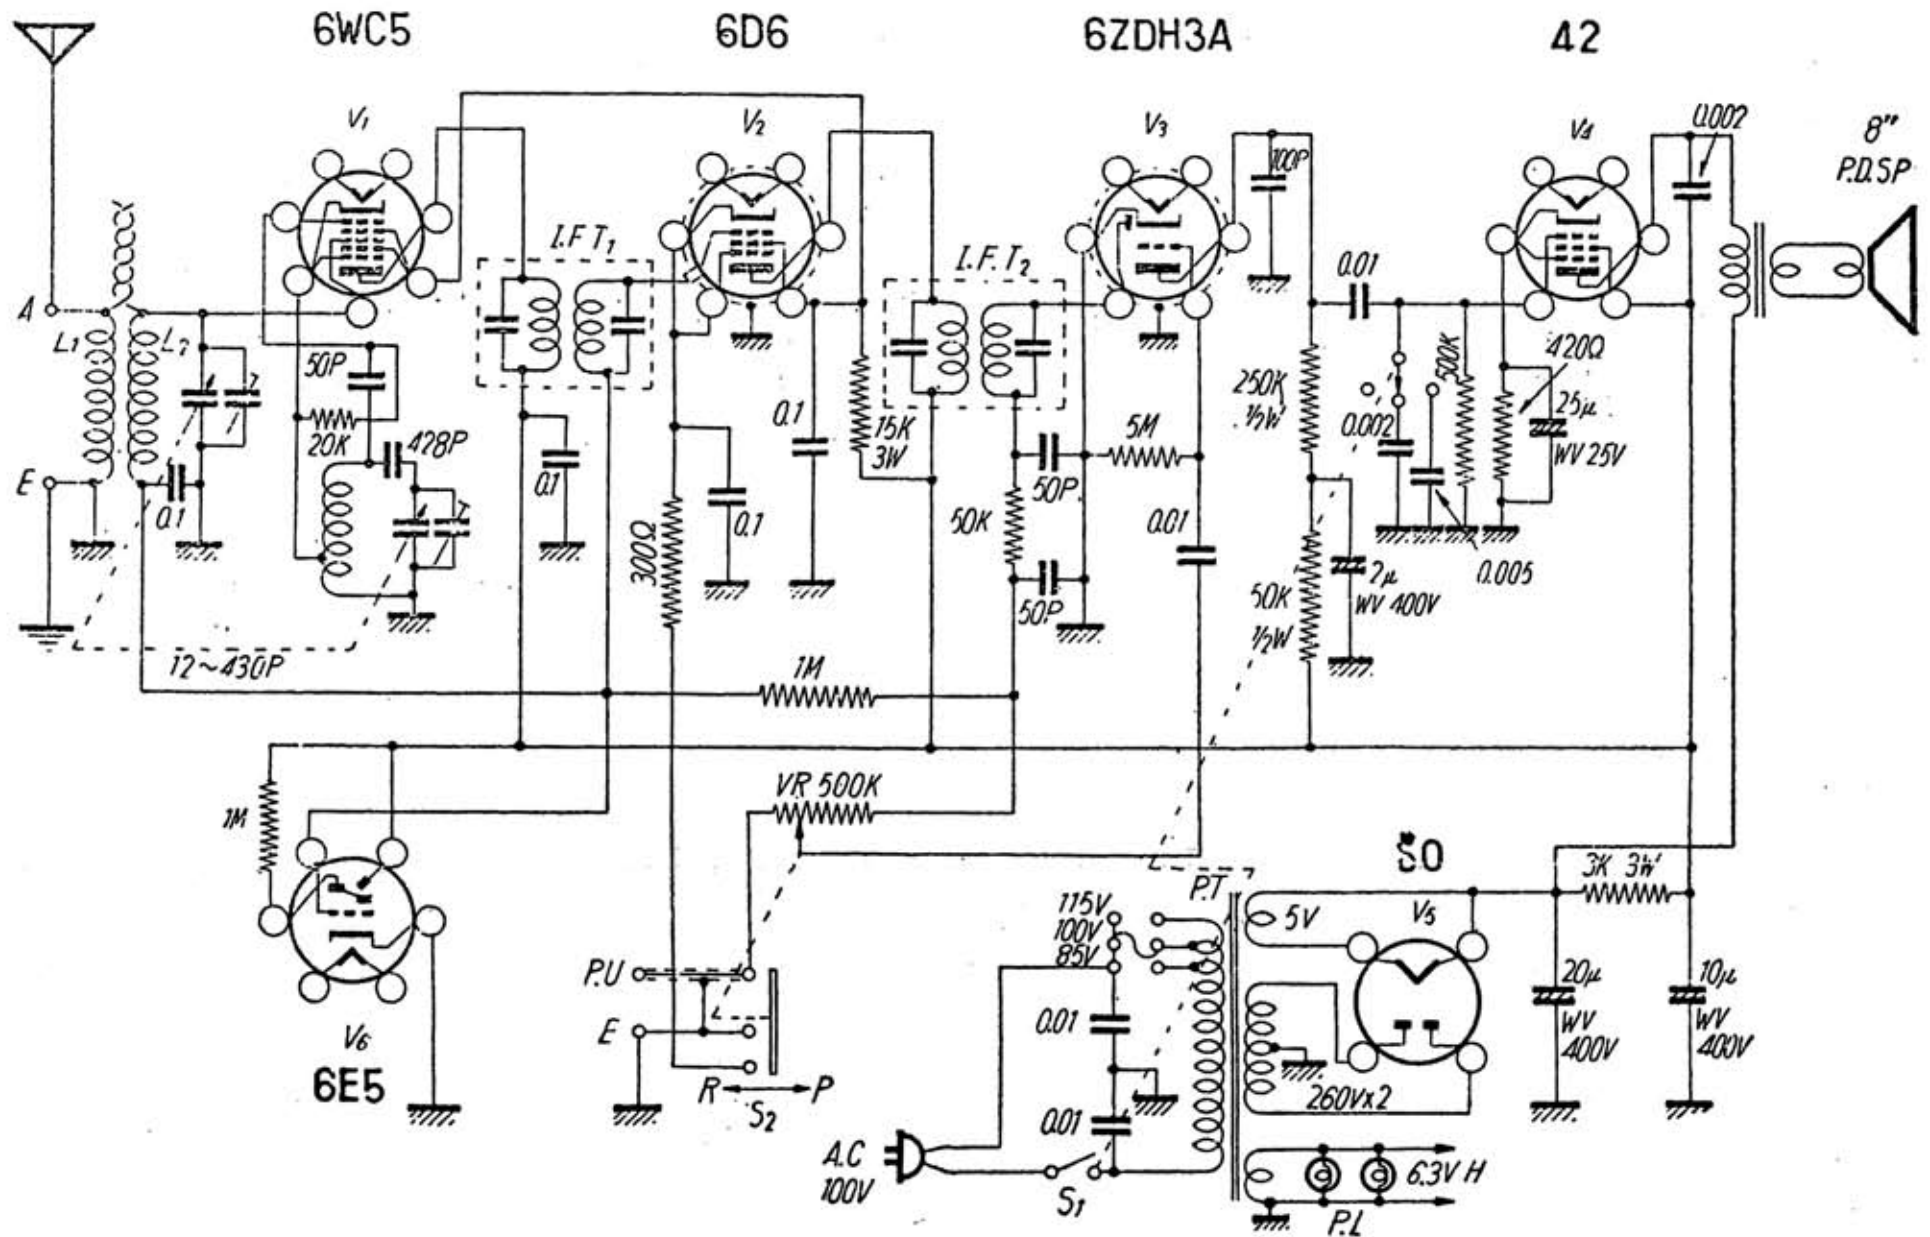 6WC5
6D6
6ZDH3A
42
V1
V2
V3
V4
0.002
8"
P.D.SP
100P
I.F.T1
I.F.T2
A
L1
L2
50P
20K
428P
0.1
E
12~430P
0.1
300Ω
0.1
0.1
15K
3W
50K
50P
50P
5M
0.01
0.01
250K
½W
50K
½W
2μ
WV 400V
0.002
500K
0.005
420Ω
25μ
WV 25V
1M
1M
VR 500K
V6
6E5
P.U
E
R
P
S2
A.C
100V
S1
115V
100V
85V
0.01
0.01
P.T
5V
V5
260V×2
6.3V H
P.L
3K 3W
20μ
WV
400V
10μ
WV
400V